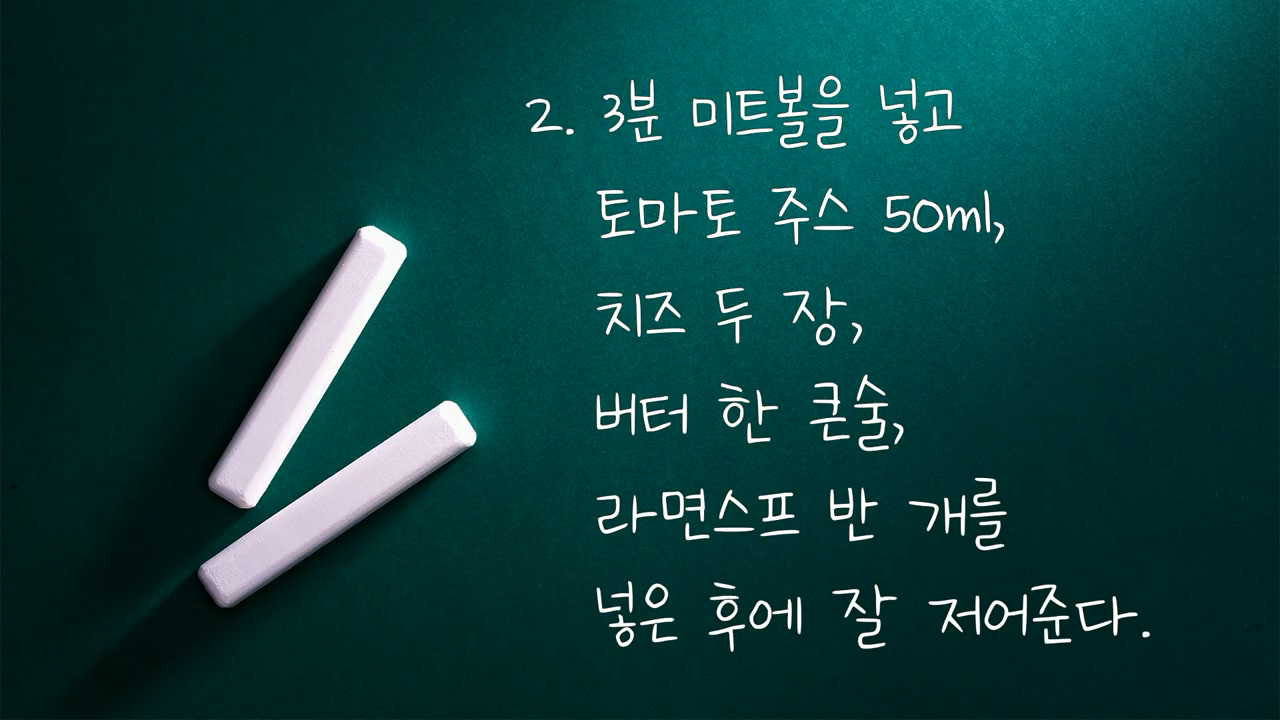 2. 3분 미트볼을 넣고
토마토 주스 50ml,
치즈 두 장,
버터 한 큰술,
라면스프 반 개를
넣은 후에 잘 저어준다.